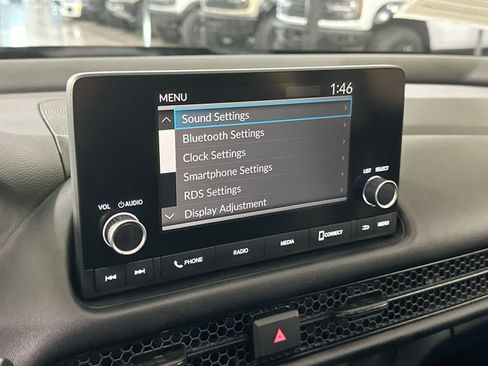 MENU 1:46
Sound Settings
Bluetooth Settings
Clock Settings
Smartphone Settings
RDS Settings
Display Adjustment
VOL AUDIO
LIST SELECT
PHONE RADIO MEDIA CONNECT MENU